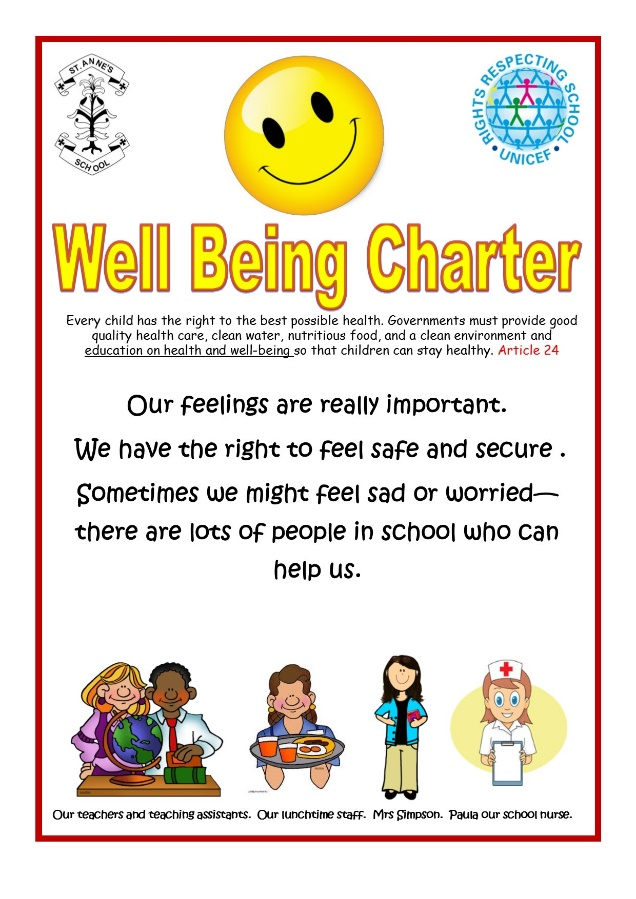 ST. ANNE'S
SCHOOL
RIGHTS RESPECTING SCHOOL
• UNICEF •
Well Being Charter
Every child has the right to the best possible health. Governments must provide good
quality health care, clean water, nutritious food, and a clean environment and
education on health and well-being so that children can stay healthy. Article 24
Our feelings are really important.
We have the right to feel safe and secure .
Sometimes we might feel sad or worried—
there are lots of people in school who can
help us.
Our teachers and teaching assistants. Our lunchtime staff. Mrs Simpson. Paula our school nurse.